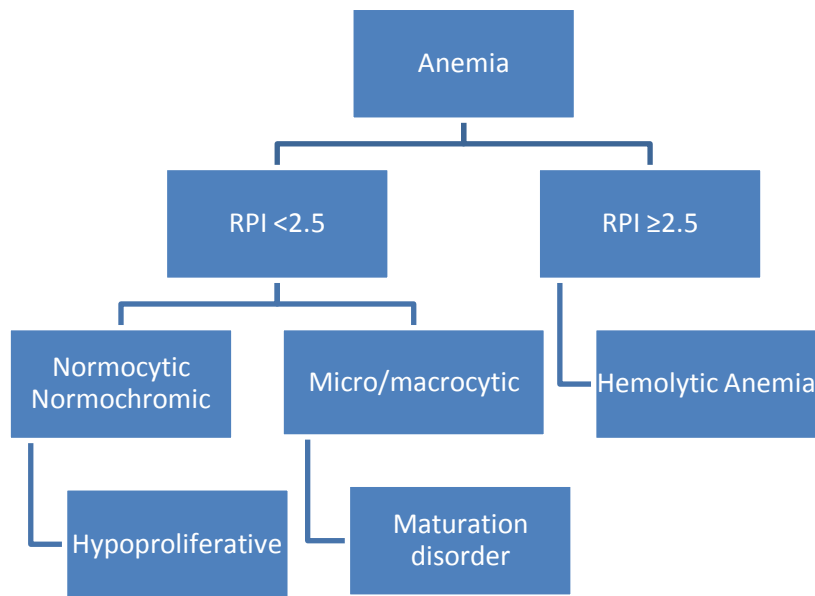 Anemia
RPI <2.5
RPI ≥2.5
Normocytic
Normochromic
Micro/macrocytic
Hemolytic Anemia
Hypoproliferative
Maturation
disorder